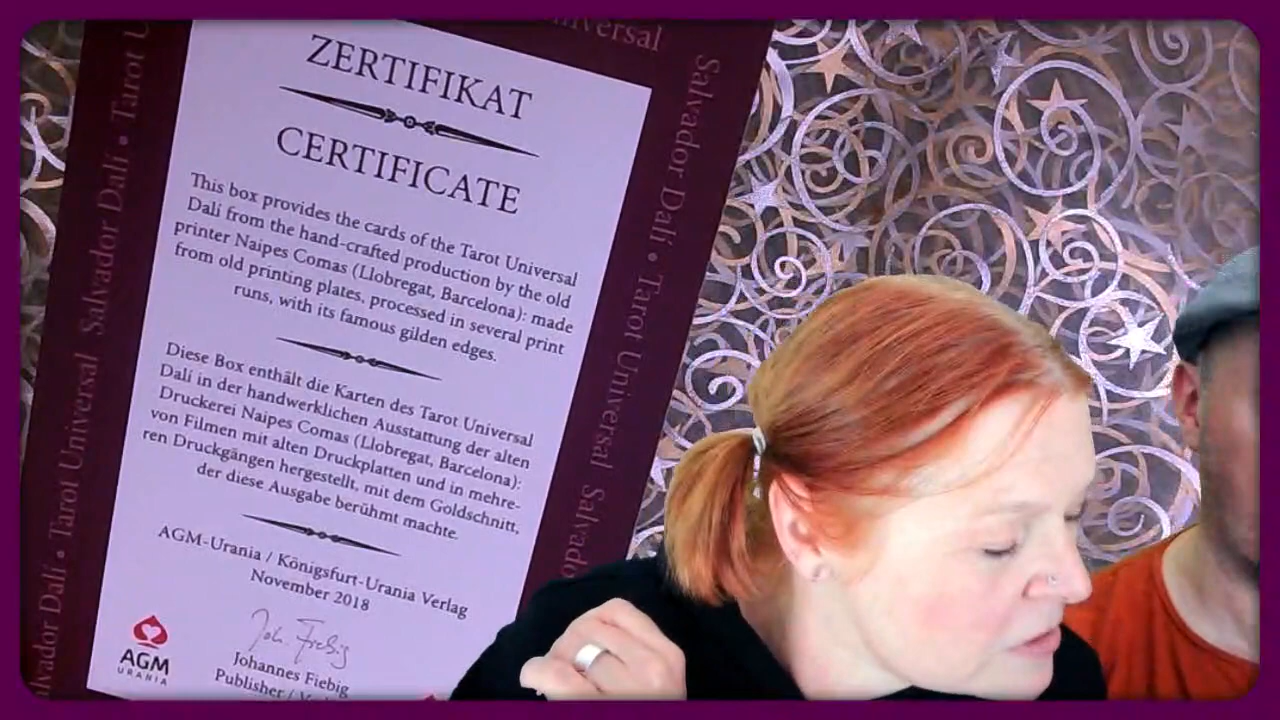 Universal
ZERTIFIKAT
CERTIFICATE
This box provides the cards of the Tarot Universal
Dalí from the hand-crafted production by the old
printer Naipes Comas (Llobregat, Barcelona): made
from old printing plates, processed in several print
runs, with its famous gilden edges.
Diese Box enthält die Karten des Tarot Universal
Dalí in der handwerklichen Ausstattung der alten
Druckerei Naipes Comas (Llobregat, Barcelona):
von Filmen mit alten Druckplatten und in mehre-
ren Druckgängen hergestellt, mit dem Goldschnitt,
der diese Ausgabe berühmt machte.
AGM-Urania / Königsfurt-Urania Verlag
November 2018
Joh. Fiebig
Johannes Fiebig
Publisher /
AGM
URANIA
Salvador Dalí • Tarot Universal Salvador Dalí • Tarot
Salvador Dalí • Tarot Universal